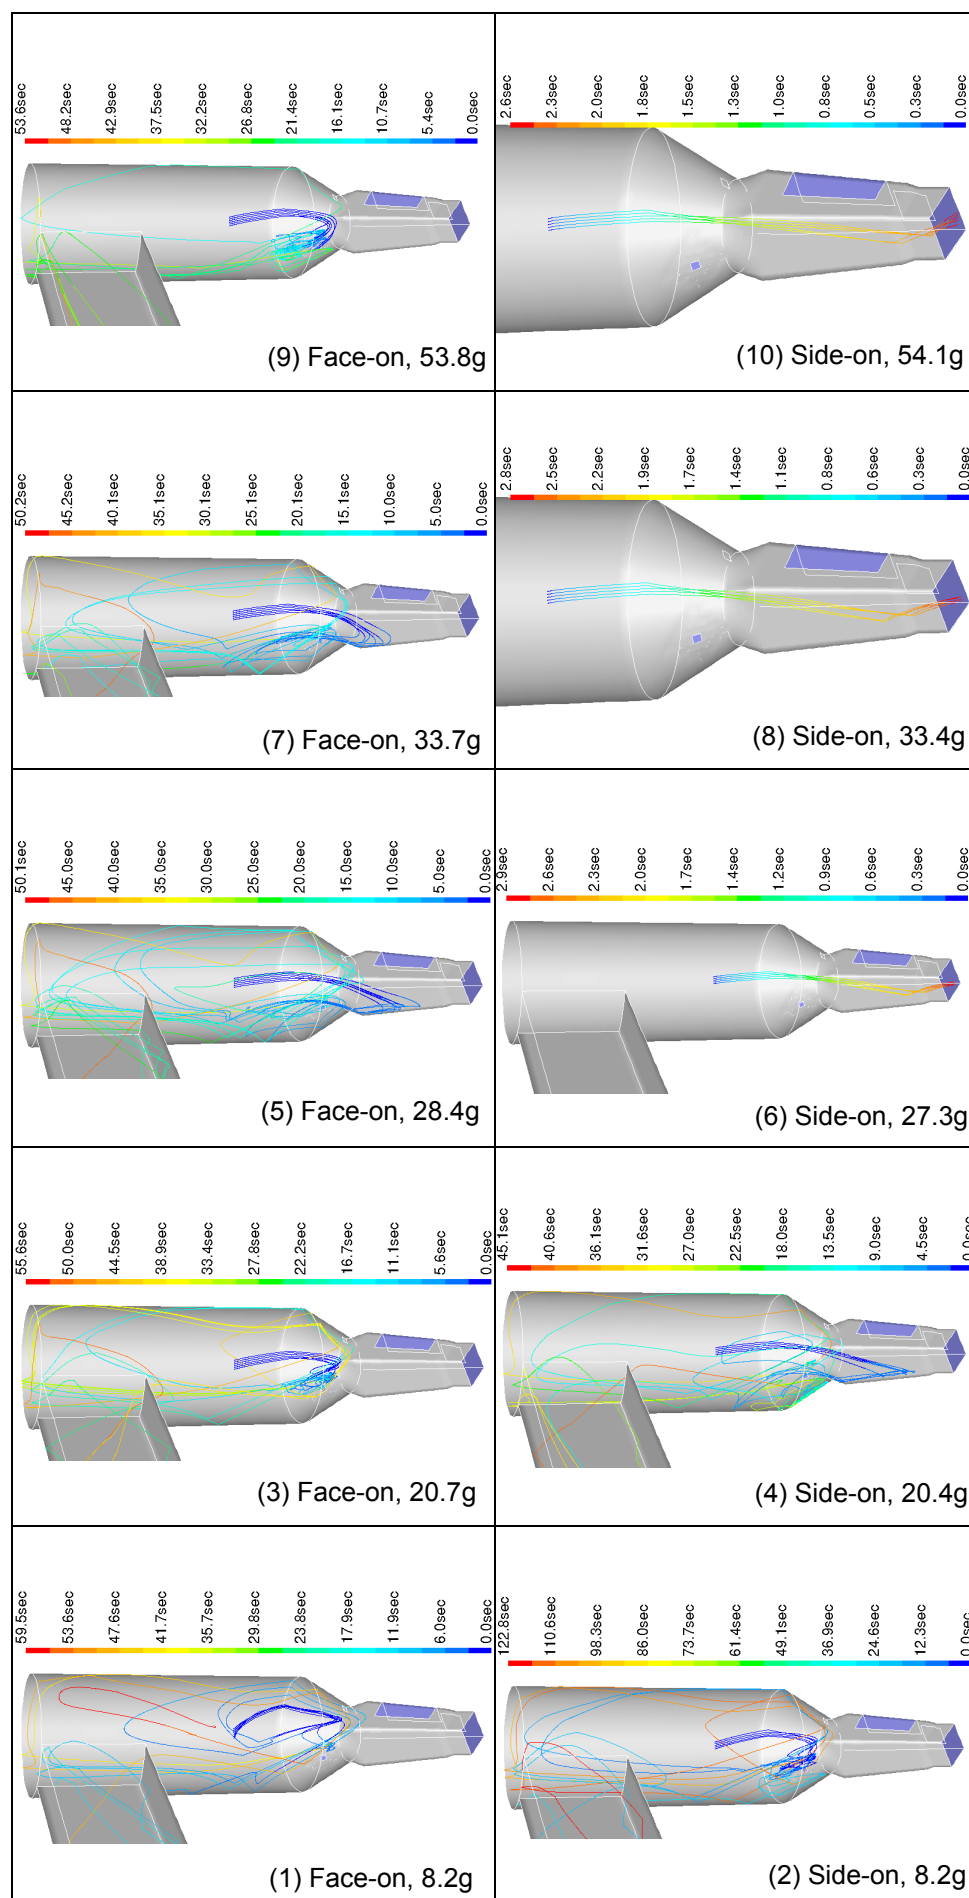 53.6sec
48.2sec
42.9sec
37.5sec
32.2sec
26.8sec
21.4sec
16.1sec
10.7sec
5.4sec
0.0sec
(9) Face-on, 53.8g
2.6sec
2.3sec
2.0sec
1.8sec
1.5sec
1.3sec
1.0sec
0.8sec
0.5sec
0.3sec
0.0sec
(10) Side-on, 54.1g
50.2sec
45.2sec
40.1sec
35.1sec
30.1sec
25.1sec
20.1sec
15.1sec
10.0sec
5.0sec
0.0sec
(7) Face-on, 33.7g
2.8sec
2.5sec
2.2sec
1.9sec
1.7sec
1.4sec
1.1sec
0.8sec
0.6sec
0.3sec
0.0sec
(8) Side-on, 33.4g
50.1sec
45.0sec
40.0sec
35.0sec
30.0sec
25.0sec
20.0sec
15.0sec
10.0sec
5.0sec
0.0sec
(5) Face-on, 28.4g
2.9sec
2.6sec
2.3sec
2.0sec
1.7sec
1.4sec
1.2sec
0.9sec
0.6sec
0.3sec
0.0sec
(6) Side-on, 27.3g
55.6sec
50.0sec
44.5sec
38.9sec
33.4sec
27.8sec
22.2sec
16.7sec
11.1sec
5.6sec
0.0sec
(3) Face-on, 20.7g
45.1sec
40.6sec
36.1sec
31.6sec
27.0sec
22.5sec
18.0sec
13.5sec
9.0sec
4.5sec
0.0sec
(4) Side-on, 20.4g
59.5sec
53.6sec
47.6sec
41.7sec
35.7sec
29.8sec
23.8sec
17.9sec
11.9sec
6.0sec
0.0sec
(1) Face-on, 8.2g
122.8sec
110.6sec
98.3sec
86.0sec
73.7sec
61.4sec
49.1sec
36.9sec
24.6sec
12.3sec
0.0sec
(2) Side-on, 8.2g